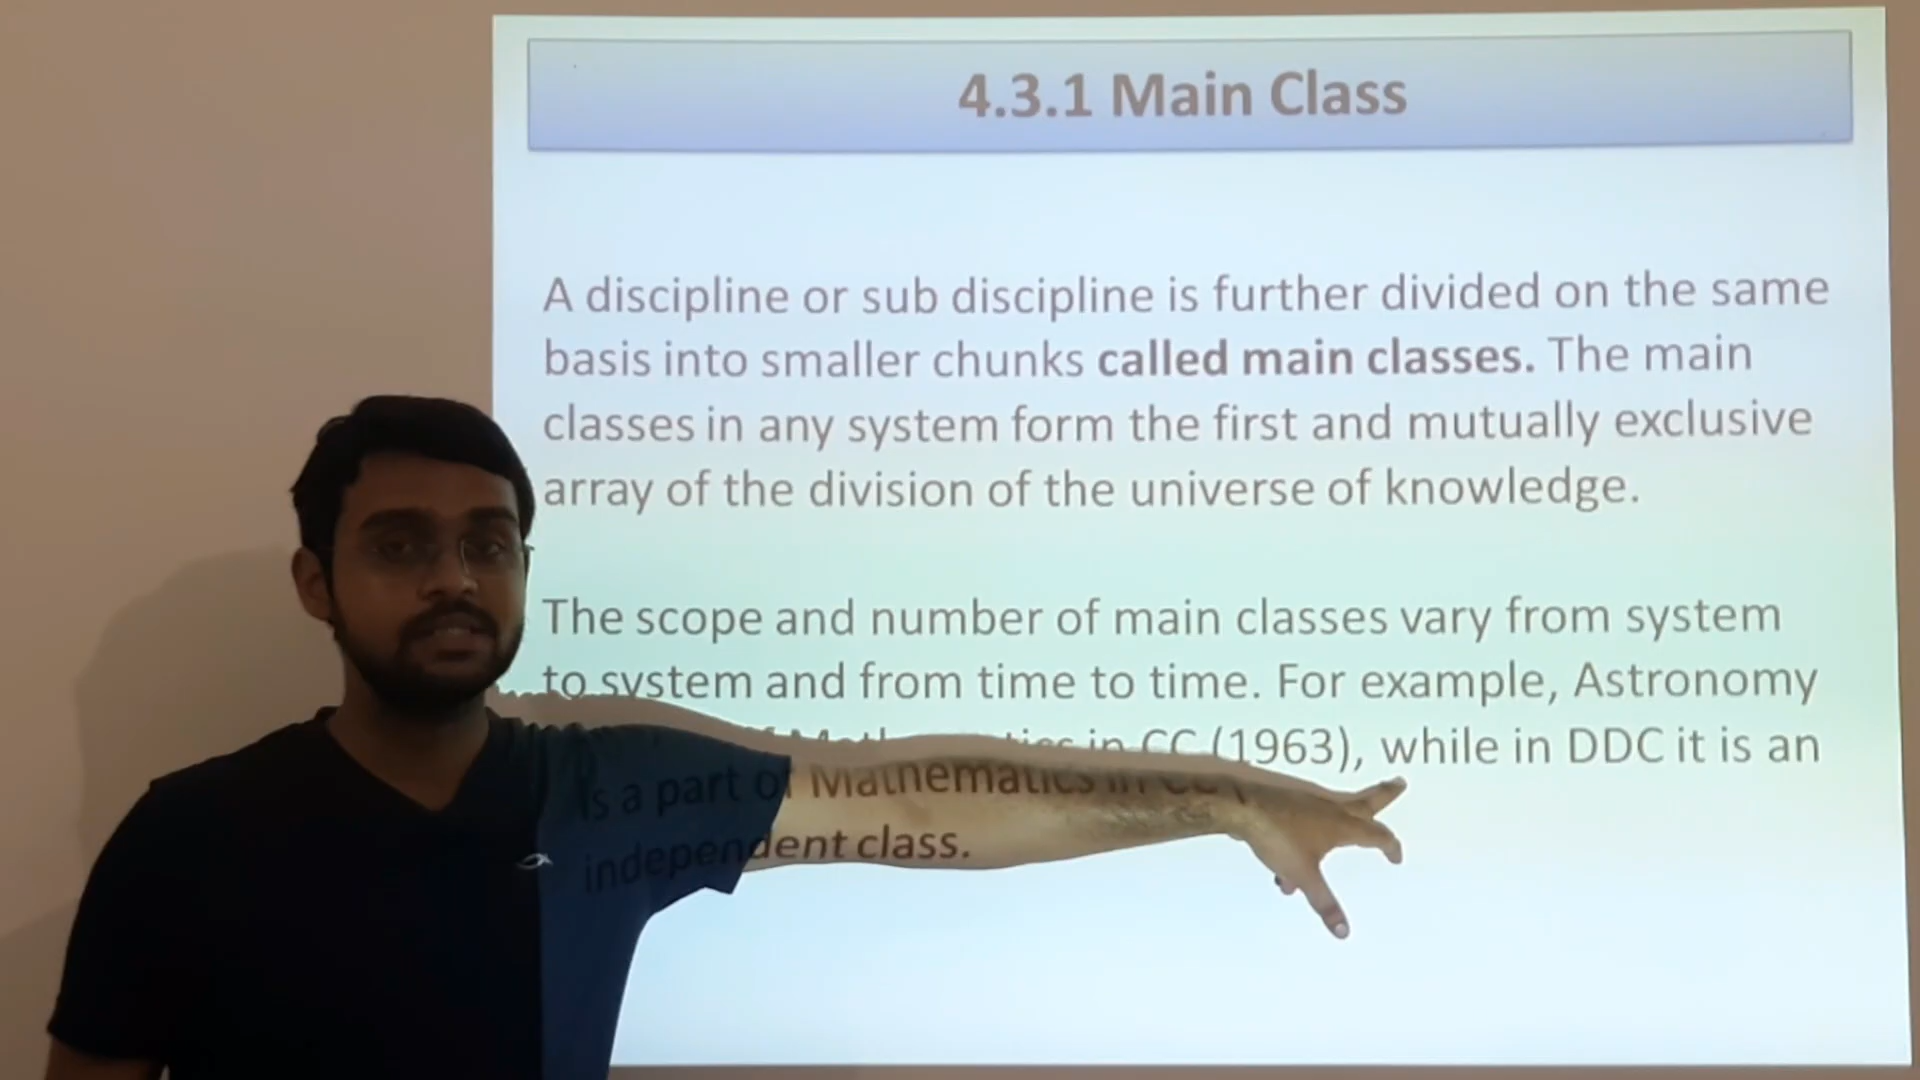 4.3.1 Main Class
A discipline or sub discipline is further divided on the same
basis into smaller chunks called main classes. The main
classes in any system form the first and mutually exclusive
array of the division of the universe of knowledge.
The scope and number of main classes vary from system
to system and from time to time. For example, Astronomy
is a part of Mathematics in CC (1963), while in DDC it is an
independent class.